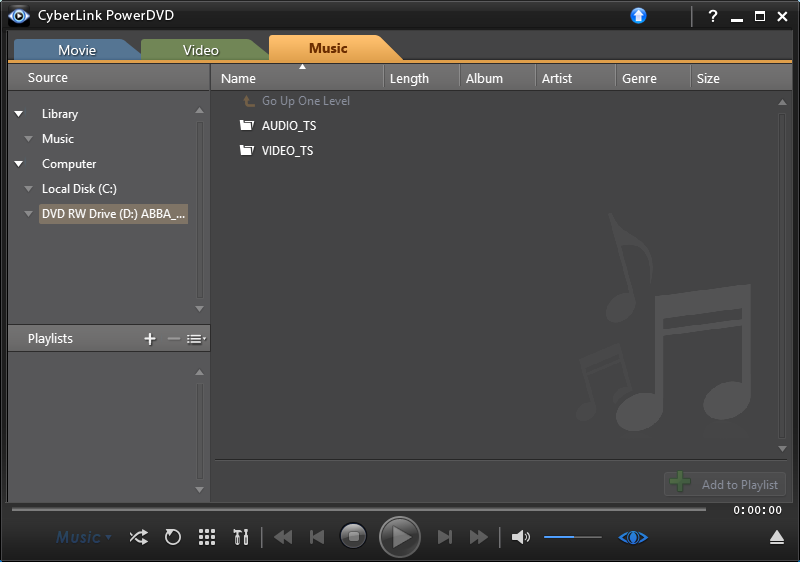 CyberLink PowerDVD
?
Movie Video Music
Source
Name Length Album Artist Genre Size
Library
Music
Computer
Local Disk (C:)
DVD RW Drive (D:) ABBA_...
Go Up One Level
AUDIO_TS
VIDEO_TS
Playlists
Add to Playlist
0:00:00
Music